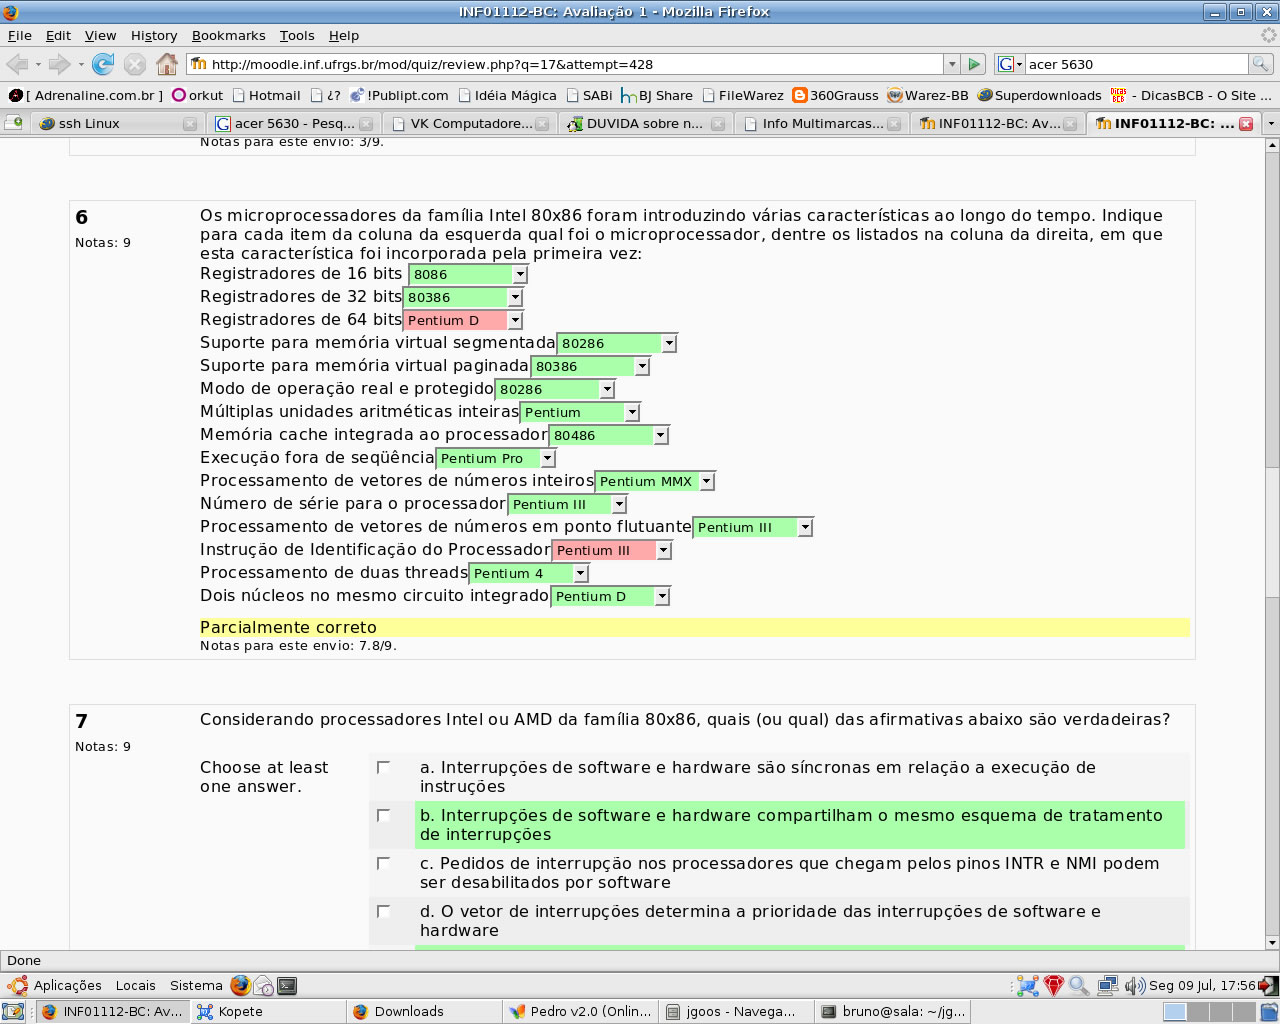 INF01112-BC: Avaliação 1 - Mozilla Firefox
File Edit View History Bookmarks Tools Help
http://moodle.inf.ufrgs.br/mod/quiz/review.php?q=17&attempt=428
acer 5630
[ Adrenaline.com.br ] orkut Hotmail ¿? !Publipt.com Idéia Mágica SABi BJ Share FileWarez 360Grauss Warez-BB Superdownloads - DicasBCB - O Site ...
ssh Linux acer 5630 - Pesq... VK Computadore... DUVIDA sobre n... Info Multimarcas... INF01112-BC: Av... INF01112-BC: ...
Notas para este envio: 3/9.
6
Notas: 9
Os microprocessadores da família Intel 80x86 foram introduzindo várias características ao longo do tempo. Indique
para cada item da coluna da esquerda qual foi o microprocessador, dentre os listados na coluna da direita, em que
esta característica foi incorporada pela primeira vez:
Registradores de 16 bits 8086
Registradores de 32 bits 80386
Registradores de 64 bits Pentium D
Suporte para memória virtual segmentada 80286
Suporte para memória virtual paginada 80386
Modo de operação real e protegido 80286
Múltiplas unidades aritméticas inteiras Pentium
Memória cache integrada ao processador 80486
Execução fora de seqüência Pentium Pro
Processamento de vetores de números inteiros Pentium MMX
Número de série para o processador Pentium III
Processamento de vetores de números em ponto flutuante Pentium III
Instrução de Identificação do Processador Pentium III
Processamento de duas threads Pentium 4
Dois núcleos no mesmo circuito integrado Pentium D
Parcialmente correto
Notas para este envio: 7.8/9.
7
Notas: 9
Considerando processadores Intel ou AMD da família 80x86, quais (ou qual) das afirmativas abaixo são verdadeiras?
Choose at least
one answer.
a. Interrupções de software e hardware são síncronas em relação a execução de
instruções
b. Interrupções de software e hardware compartilham o mesmo esquema de tratamento
de interrupções
c. Pedidos de interrupção nos processadores que chegam pelos pinos INTR e NMI podem
ser desabilitados por software
d. O vetor de interrupções determina a prioridade das interrupções de software e
hardware
Done
Aplicações Locais Sistema Seg 09 Jul, 17:56
INF01112-BC: Av... Kopete Downloads Pedro v2.0 (Onlin... jgoos - Navega... bruno@sala: ~/jg...